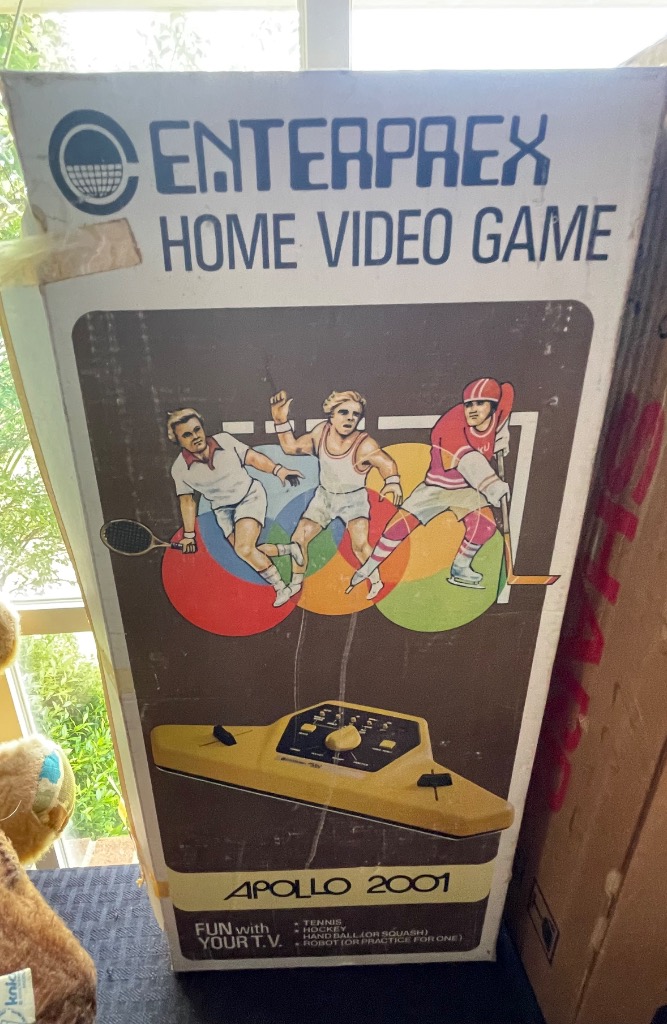 ENTERPREX
HOME VIDEO GAME
APOLLO 2001
FUN with
YOUR T.V.
• TENNIS
• HOCKEY
• HAND BALL (OR SQUASH)
• ROBOT (OR PRACTICE FOR ONE)
SHARP